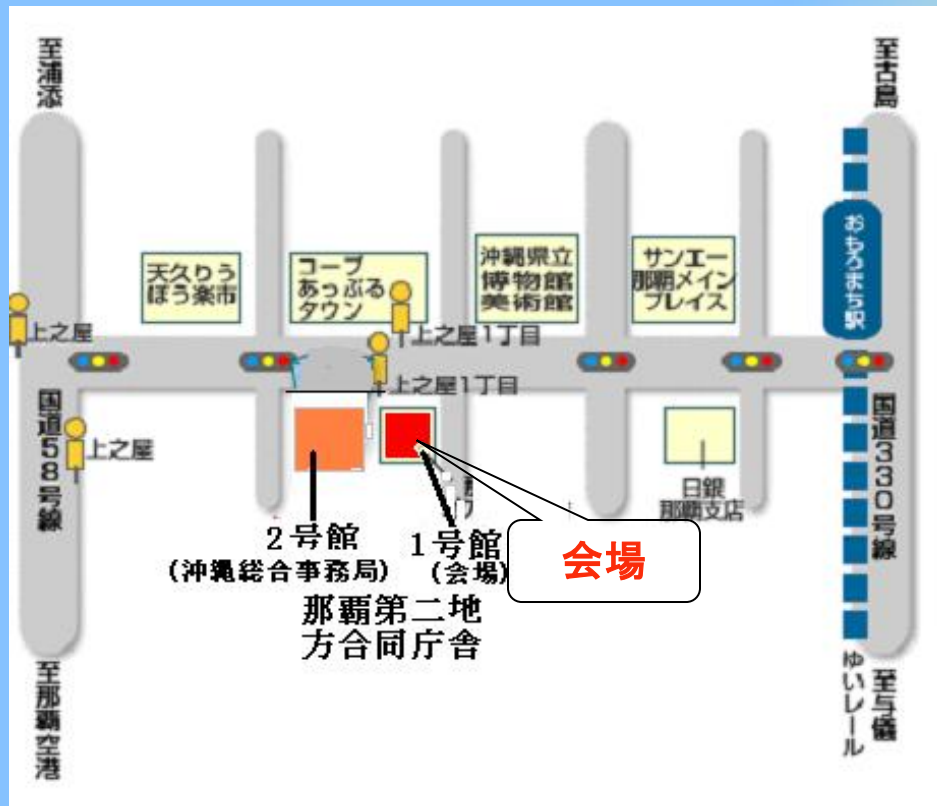 至浦添
至古島
おもろまち駅
天久りう
ぼう楽市
コープ
あっぷる
タウン
沖縄県立
博物館
美術館
サンエー
那覇メイン
プレイス
上之屋
上之屋1丁目
上之屋1丁目
国道58号線
上之屋
国道330号線
日銀
那覇支店
2号館
(沖縄総合事務局)
1号館
(会場)
会場
那覇第二地
方合同庁舎
至那覇空港
ゆいレール
至与儀